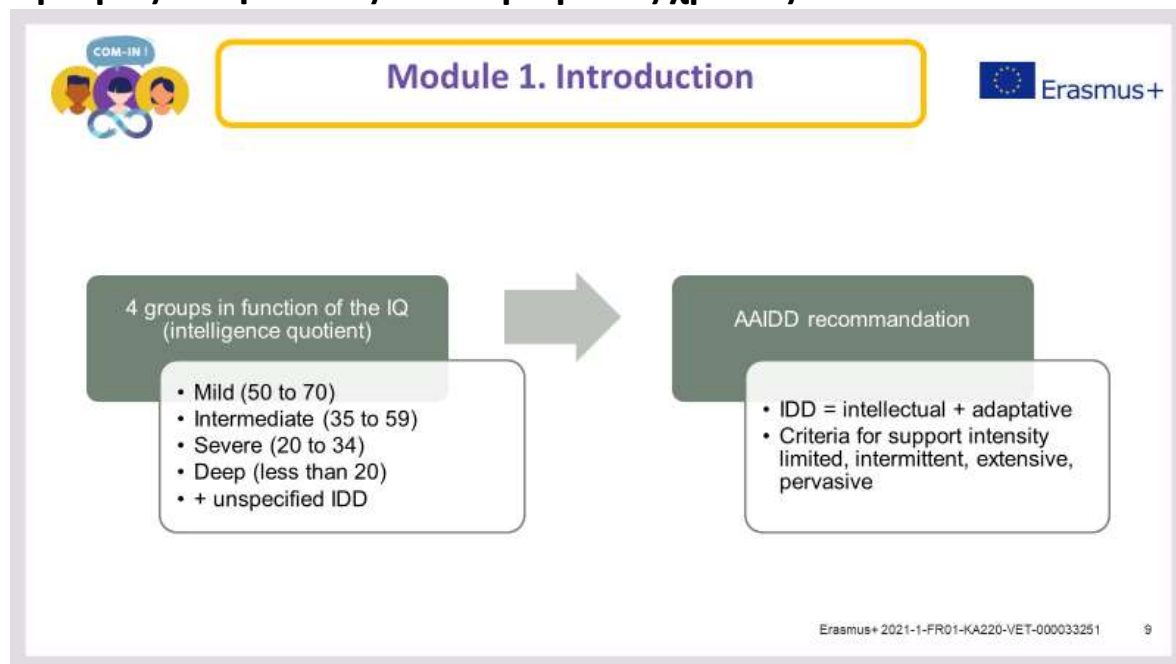 COM-IN !
Module 1. Introduction
Erasmus+
4 groups in function of the IQ
(intelligence quotient)
• Mild (50 to 70)
• Intermediate (35 to 59)
• Severe (20 to 34)
• Deep (less than 20)
• + unspecified IDD
AAIDD recommandation
• IDD = intellectual + adaptative
• Criteria for support intensity
limited, intermittent, extensive,
pervasive
Erasmus+ 2021-1-FR01-KA220-VET-000033251
9